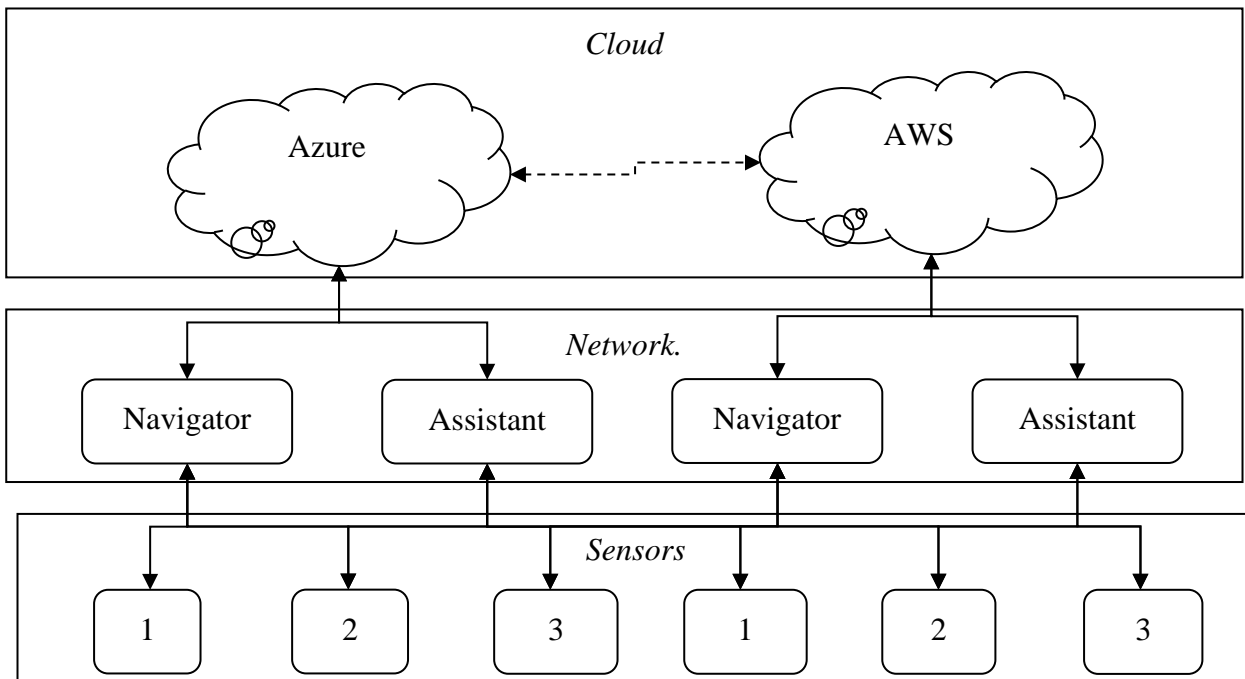 Cloud
Azure
AWS
Network.
Navigator
Assistant
Navigator
Assistant
Sensors
1
2
3
1
2
3